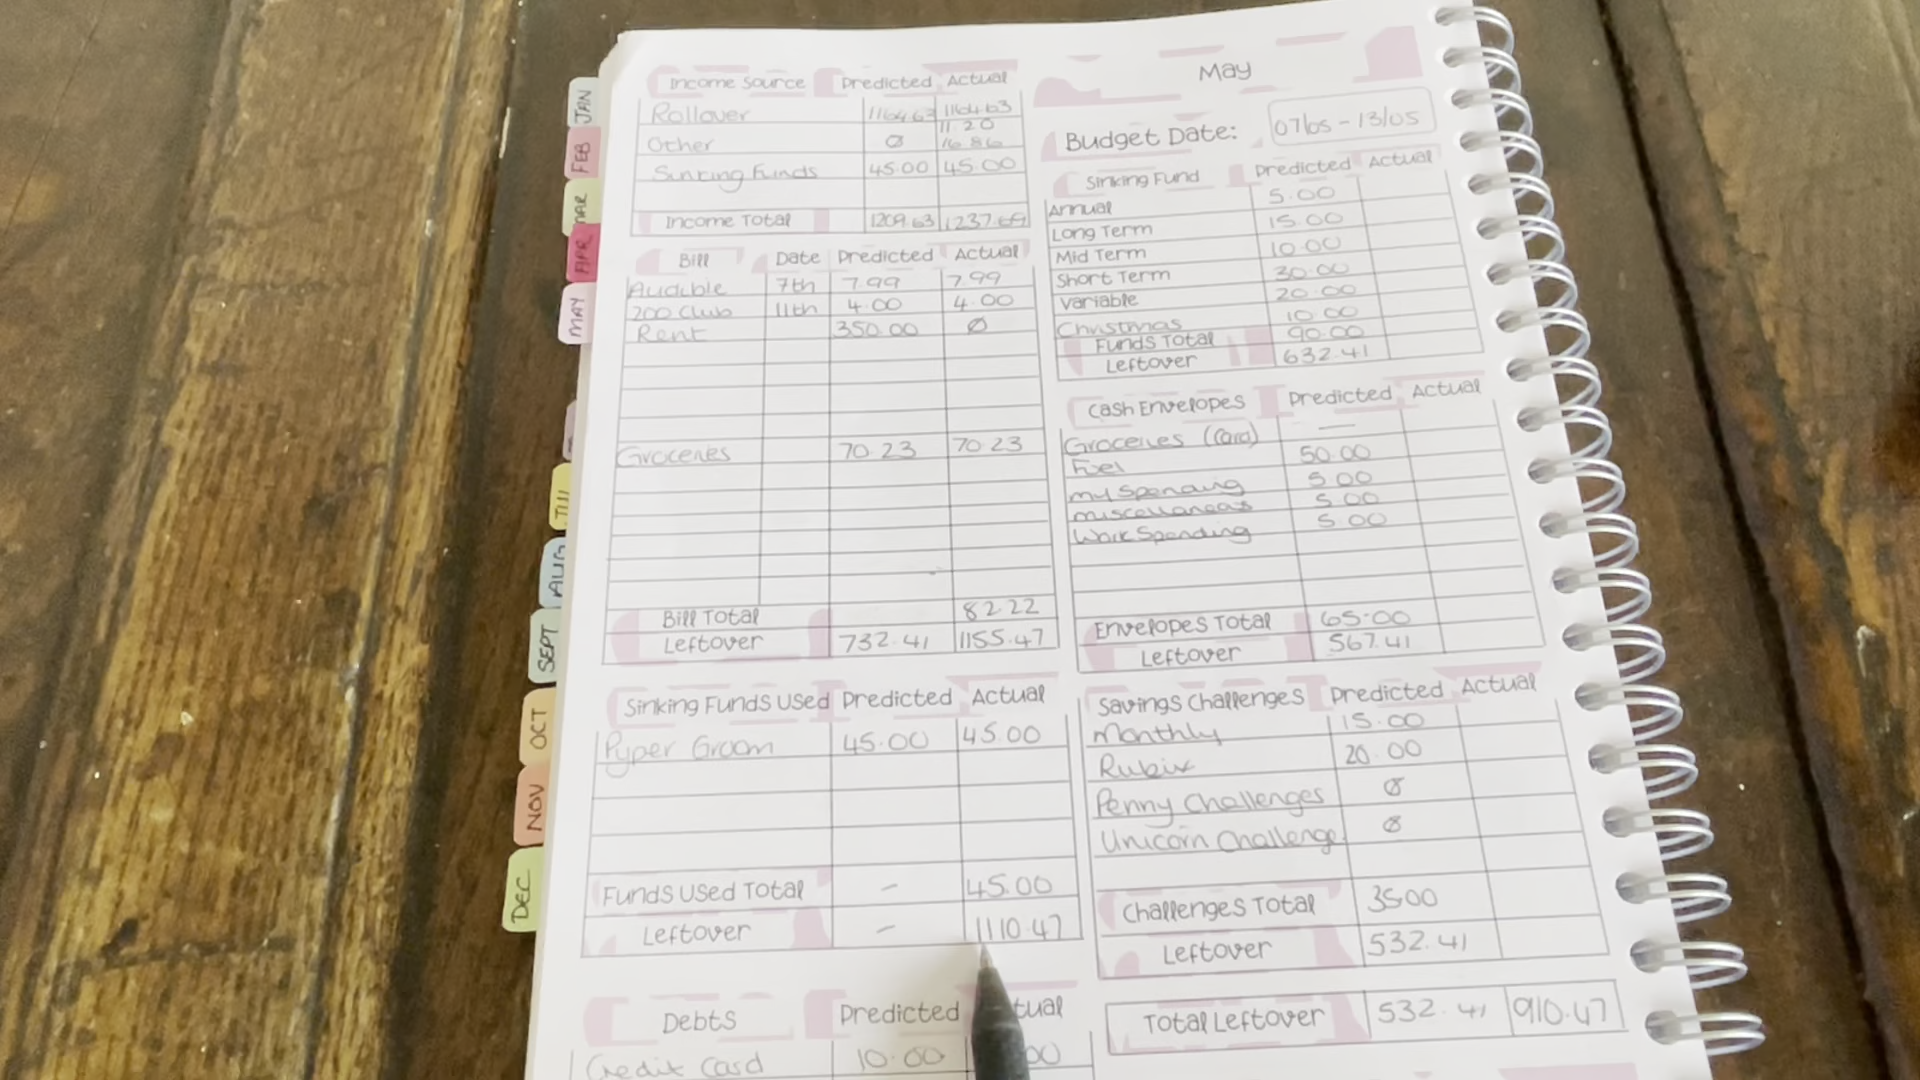 JAN
FEB
MAR
APR
MAY
AUG
SEPT
OCT
NOV
DEC
Income Source Predicted Actual
Rollover 1164.63 1164.63
11.20
Other Ø 16.86
Sinking Funds 45.00 45.00
Income Total 1209.63 1237.69
Bill Date Predicted Actual
Audible 7th 7.99 7.99
200 Club 11th 4.00 4.00
Rent 350.00 Ø
Groceries 70.23 70.23
Bill Total 82.22
Leftover 732.41 1155.47
Sinking Funds Used Predicted Actual
Pyper Groom 45.00 45.00
Funds Used Total - 45.00
Leftover - 1110.47
Debts Predicted
Credit Card 10.00
May
Budget Date: 07/05 - 13/05
Sinking Fund Predicted Actual
Annual 5.00
Long Term 15.00
Mid Term 10.00
Short Term 30.00
Variable 20.00
Christmas 10.00
Funds Total 90.00
Leftover 632.41
Cash Envelopes Predicted Actual
Groceries (Card) —
Fuel 50.00
My Spending 5.00
Miscellaneous 5.00
Work Spending 5.00
Envelopes Total 65.00
Leftover 567.41
Savings Challenges Predicted Actual
Monthly 15.00
Rubix 20.00
Penny Challenges Ø
Unicorn Challenge Ø
Challenges Total 35.00
Leftover 532.41
Total Leftover 532.41 910.47